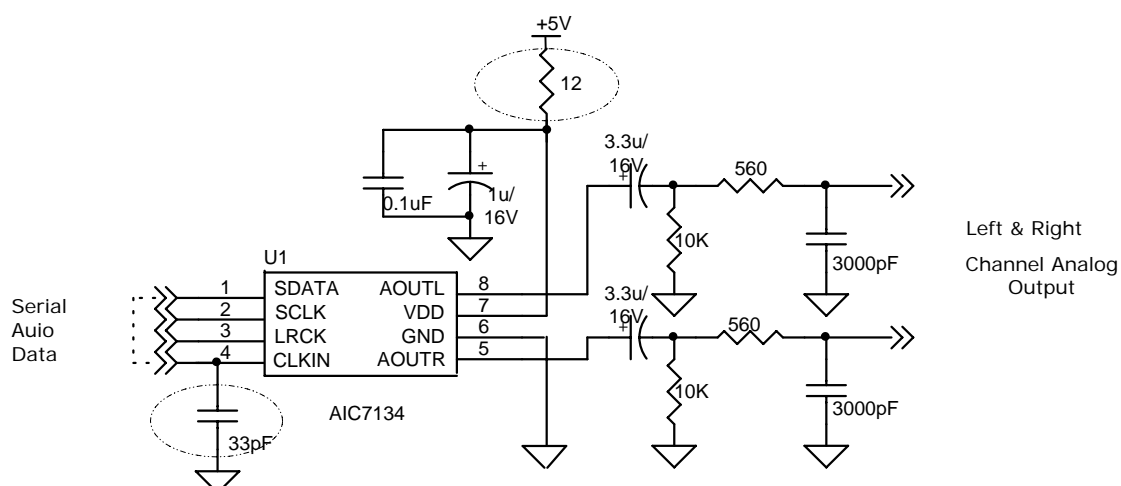 +5V
12
3.3u/
16V
+
560
0.1uF
+
1u/
16V
10K
3000pF
Left & Right
Channel Analog
Output
U1
Serial
Auio
Data
1
SDATA
AOUTL
8
2
SCLK
VDD
7
3
LRCK
GND
6
4
CLKIN
AOUTR
5
3.3u/
16V
+
560
10K
3000pF
AIC7134
33pF